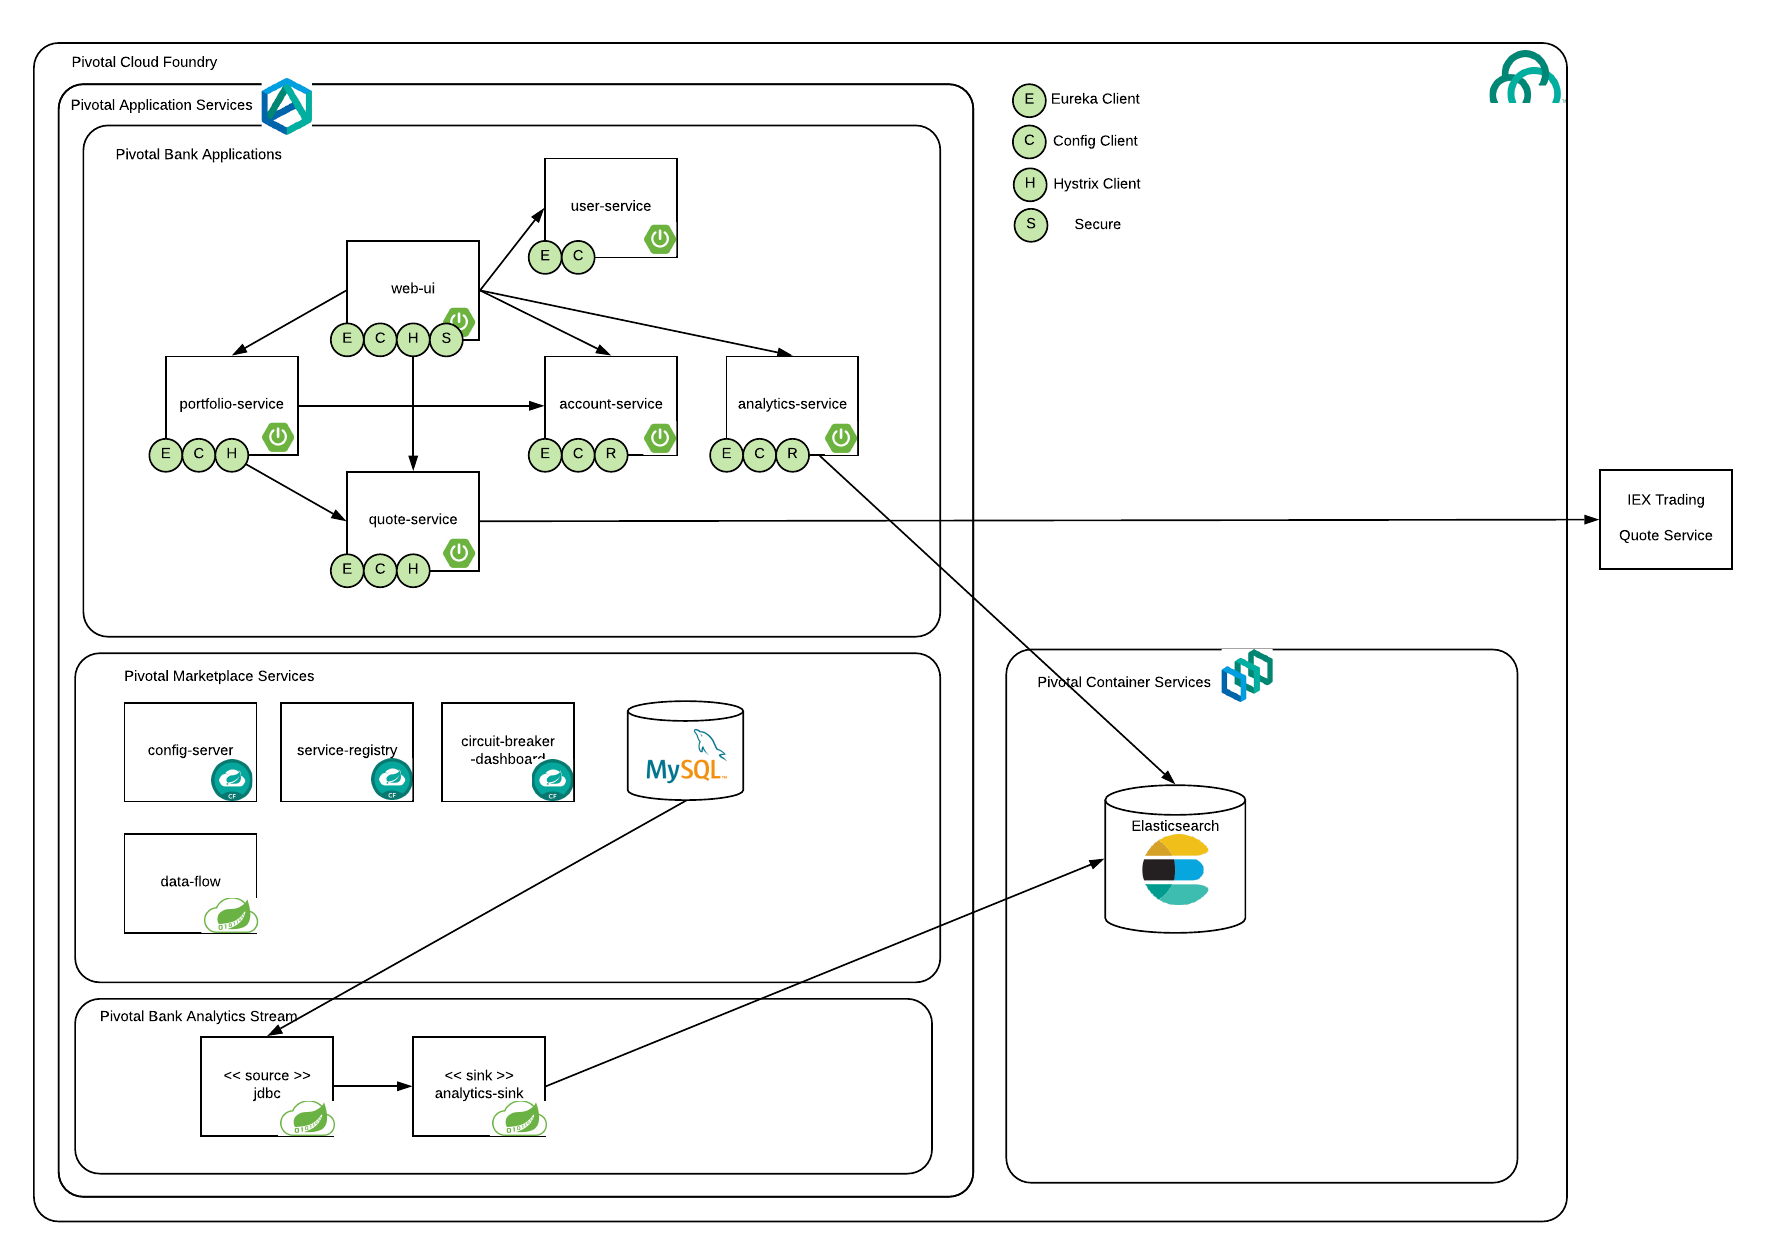 Pivotal Cloud Foundry
Pivotal Application Services
E Eureka Client
C Config Client
H Hystrix Client
S Secure
Pivotal Bank Applications
user-service
E C
web-ui
E C H S
portfolio-service
E C H
account-service
E C R
analytics-service
E C R
quote-service
E C H
IEX Trading
Quote Service
Pivotal Marketplace Services
config-server
CF
service-registry
CF
circuit-breaker
-dashboard
CF
MySQL
TM
data-flow
Pivotal Container Services
Elasticsearch
Pivotal Bank Analytics Stream
<< source >>
jdbc
<< sink >>
analytics-sink